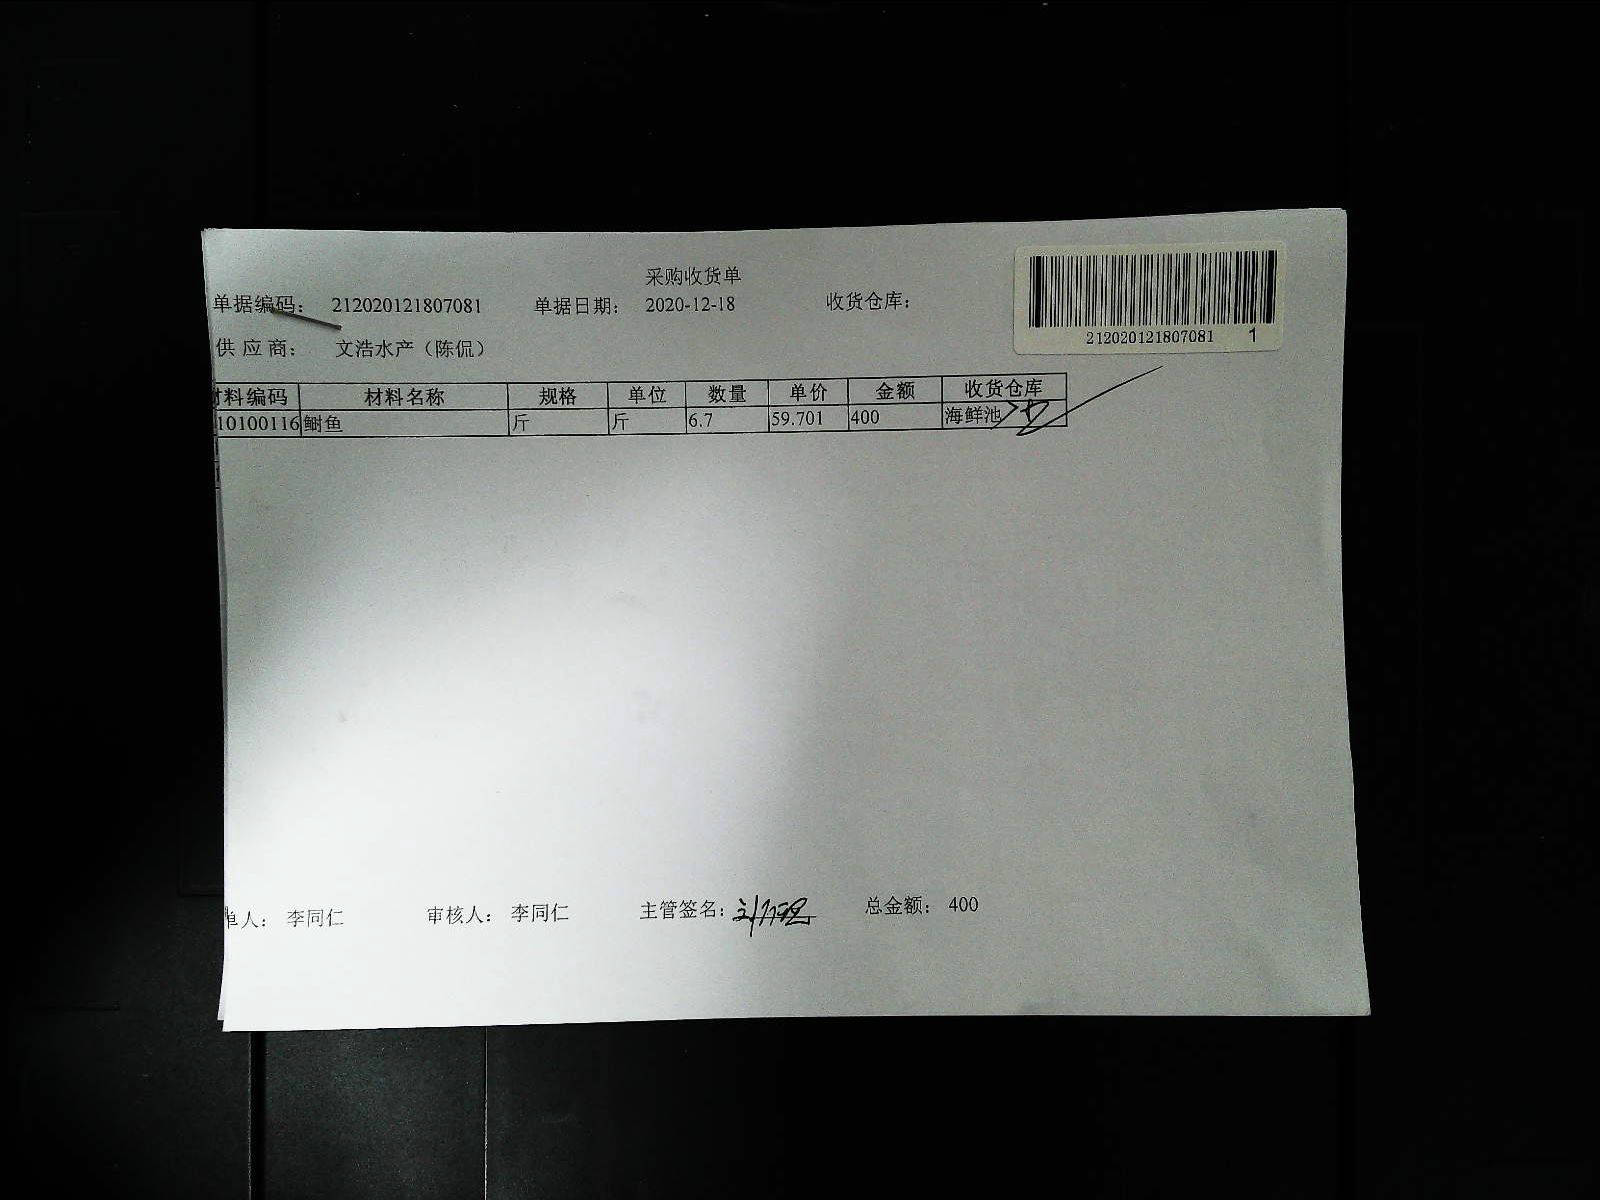 采购收货单
单据编码： 212020121807081 单据日期： 2020-12-18 收货仓库：
212020121807081 1
供应商： 文浩水产（陈侃）
材料编码 材料名称 规格 单位 数量 单价 金额 收货仓库
10100116 鲥鱼 斤 斤 6.7 59.701 400 海鲜池
单人： 李同仁 审核人： 李同仁 主管签名： 总金额： 400